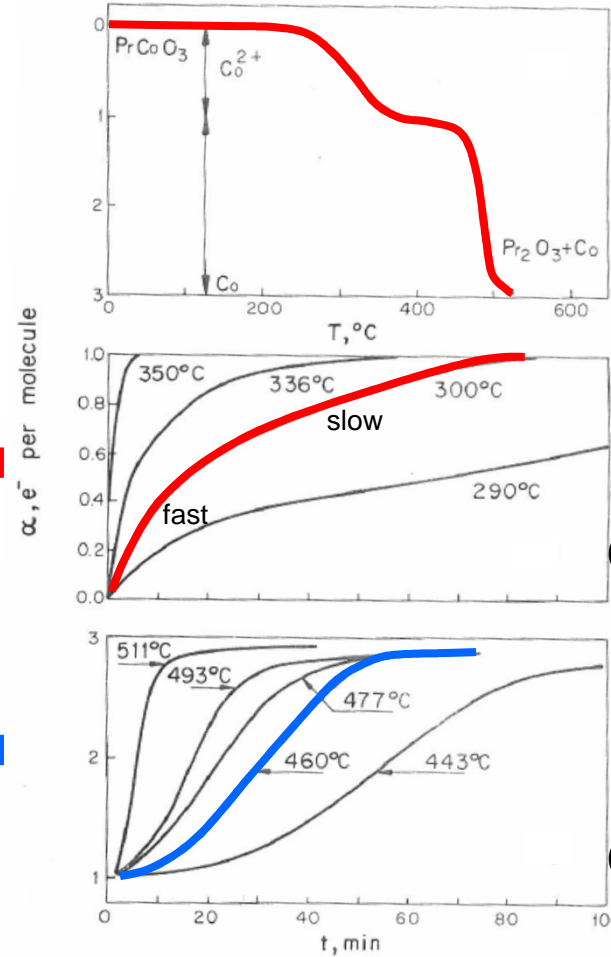 0
PrCoO₃
Co²⁺
1
2
Pr₂O₃+Co
Co
3
0 200 400 600
T, °C
α, e⁻ per molecule
1.0
350°C
336°C
300°C
0.8
slow
0.6
290°C
0.4
fast
0.2
0.0
3
511°C
493°C
477°C
2
460°C
443°C
1
0 20 40 60 80 10
t, min